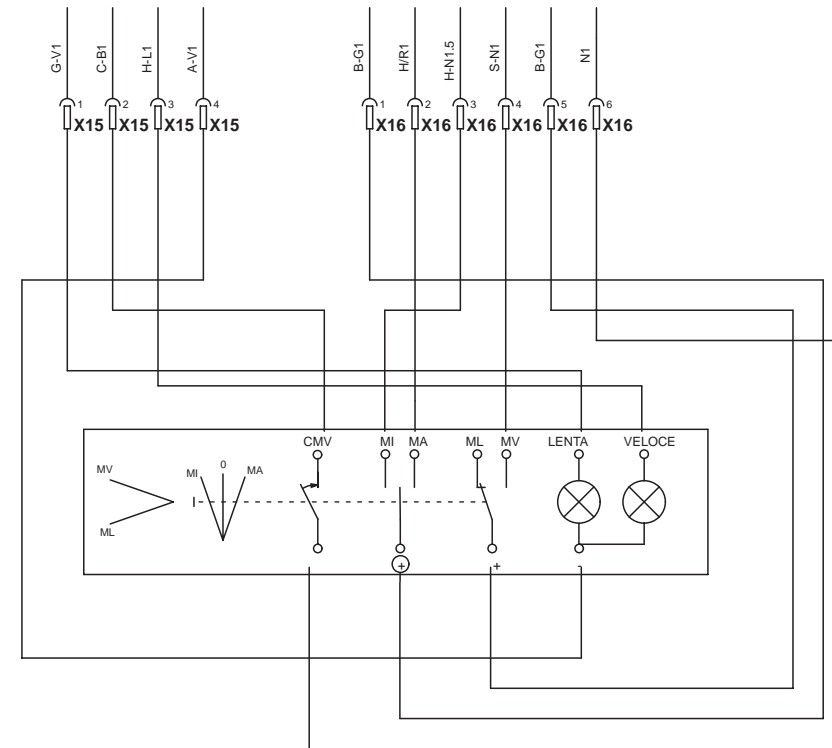 G-V1 C-B1 H-L1 A-V1 B-G1 H/R1 H-N1.5 S-N1 B-G1 N1
1 2 3 4 1 2 3 4 5 6
X15 X15 X15 X15 X16 X16 X16 X16 X16 X16
CMV MI MA ML MV LENTA VELOCE
MV MI 0 MA
ML
+ + -